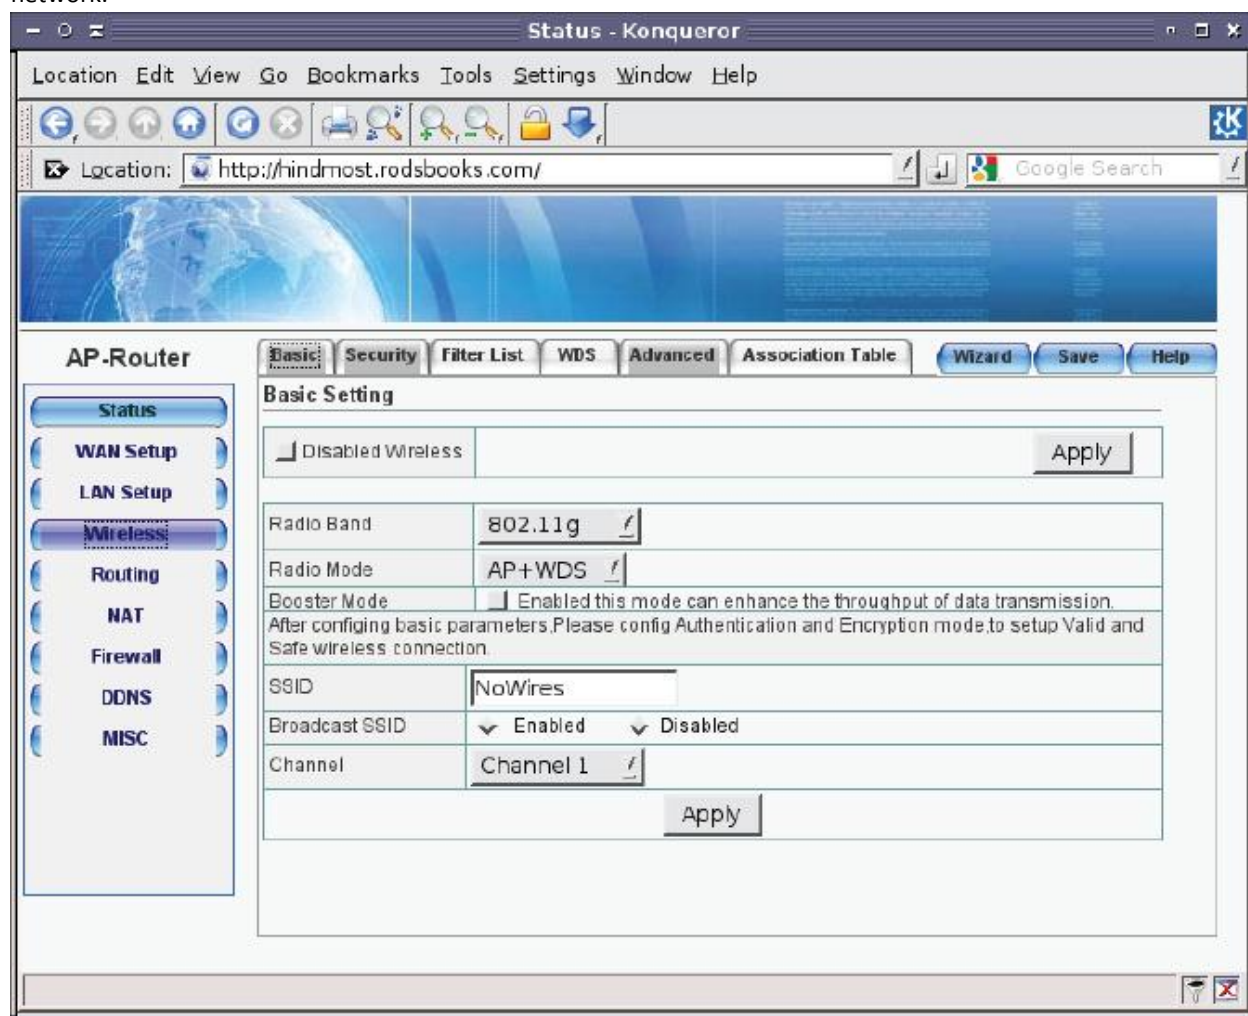 network.
Status - Konqueror
Location Edit View Go Bookmarks Tools Settings Window Help
Location: http://hindmost.rodsbooks.com/ Google Search
AP-Router
Basic Security Filter List WDS Advanced Association Table Wizard Save Help
Status
WAN Setup
LAN Setup
Wireless
Routing
NAT
Firewall
DDNS
MISC
Basic Setting
Disabled Wireless Apply
Radio Band 802.11g
Radio Mode AP+WDS
Booster Mode Enabled this mode can enhance the throughput of data transmission.
After configing basic parameters,Please config Authentication and Encryption mode,to setup Valid and
Safe wireless connection.
SSID NoWires
Broadcast SSID Enabled Disabled
Channel Channel 1
Apply